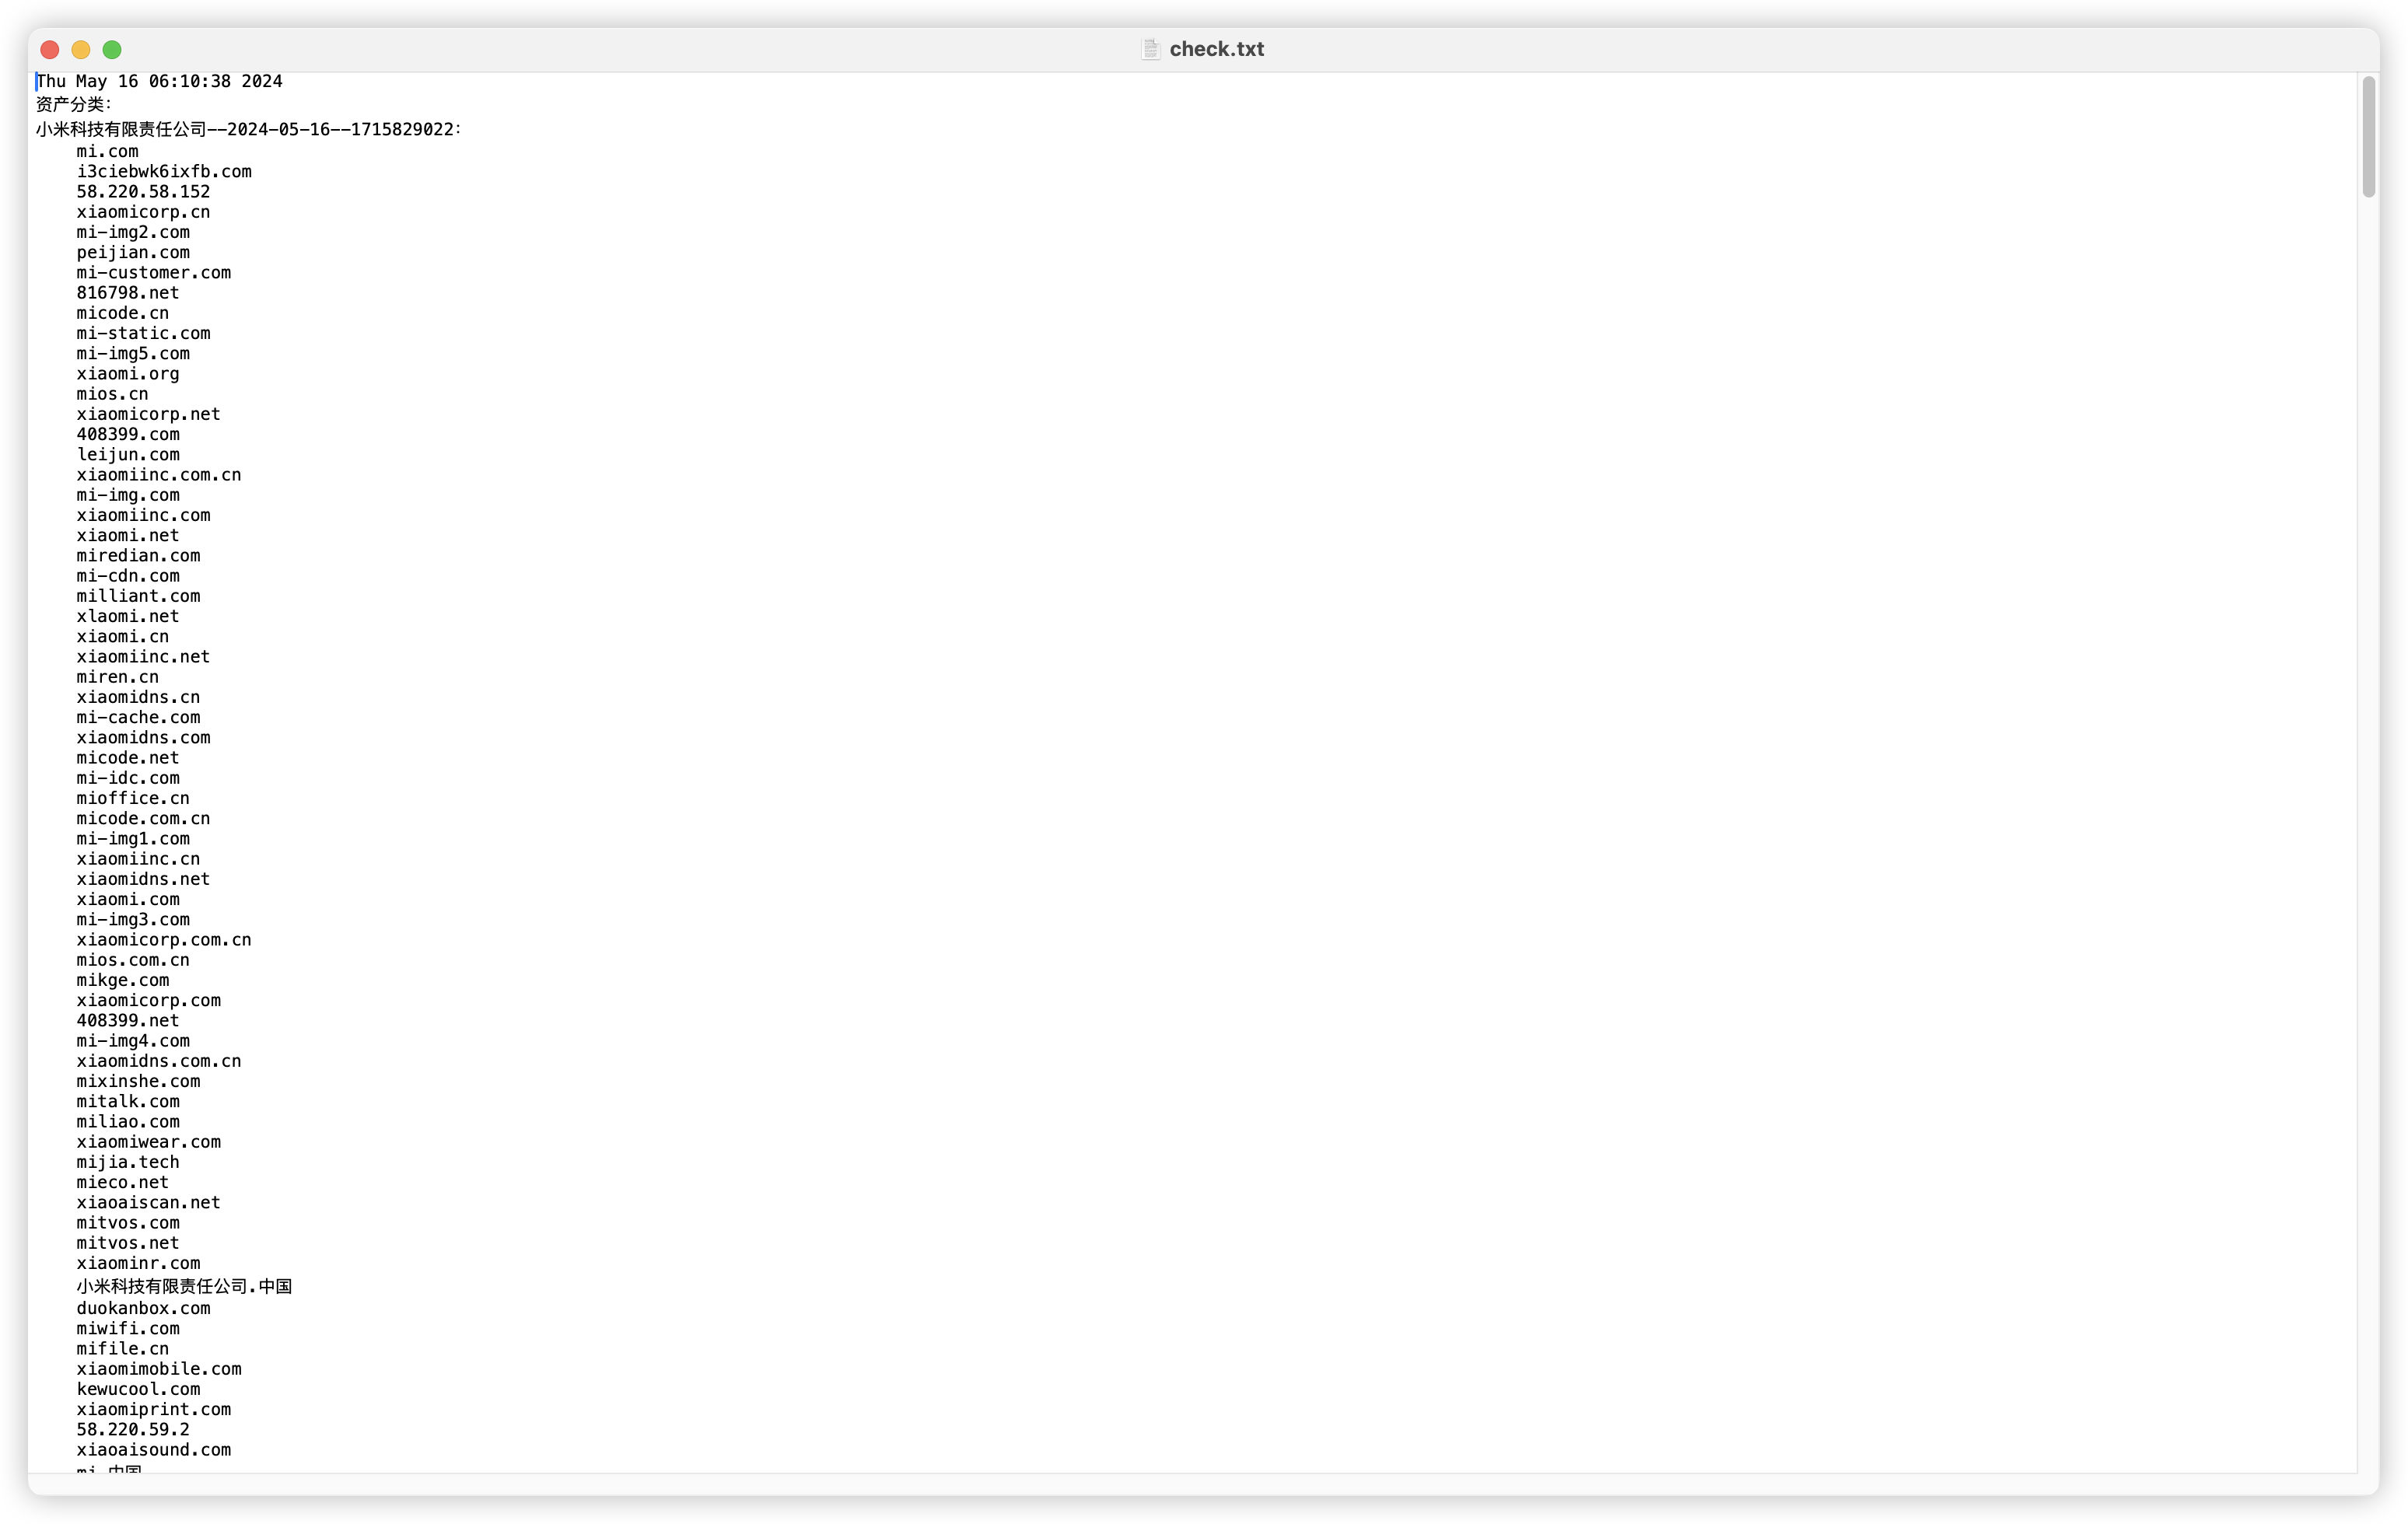 check.txt
Thu May 16 06:10:38 2024
资产分类:
小米科技有限责任公司--2024-05-16--1715829022:
mi.com
i3ciebwk6ixfb.com
58.220.58.152
xiaomicorp.cn
mi-img2.com
peijian.com
mi-customer.com
816798.net
micode.cn
mi-static.com
mi-img5.com
xiaomi.org
mios.cn
xiaomicorp.net
408399.com
leijun.com
xiaomiinc.com.cn
mi-img.com
xiaomiinc.com
xiaomi.net
miredian.com
mi-cdn.com
milliant.com
xlaomi.net
xiaomi.cn
xiaomiinc.net
miren.cn
xiaomidns.cn
mi-cache.com
xiaomidns.com
micode.net
mi-idc.com
mioffice.cn
micode.com.cn
mi-img1.com
xiaomiinc.cn
xiaomidns.net
xiaomi.com
mi-img3.com
xiaomicorp.com.cn
mios.com.cn
mikge.com
xiaomicorp.com
408399.net
mi-img4.com
xiaomidns.com.cn
mixinshe.com
mitalk.com
miliao.com
xiaomiwear.com
mijia.tech
mieco.net
xiaoaiscan.net
mitvos.com
mitvos.net
xiaominr.com
小米科技有限责任公司.中国
duokanbox.com
miwifi.com
mifile.cn
xiaomimobile.com
kewucool.com
xiaomiprint.com
58.220.59.2
xiaoaisound.com
mi.中国